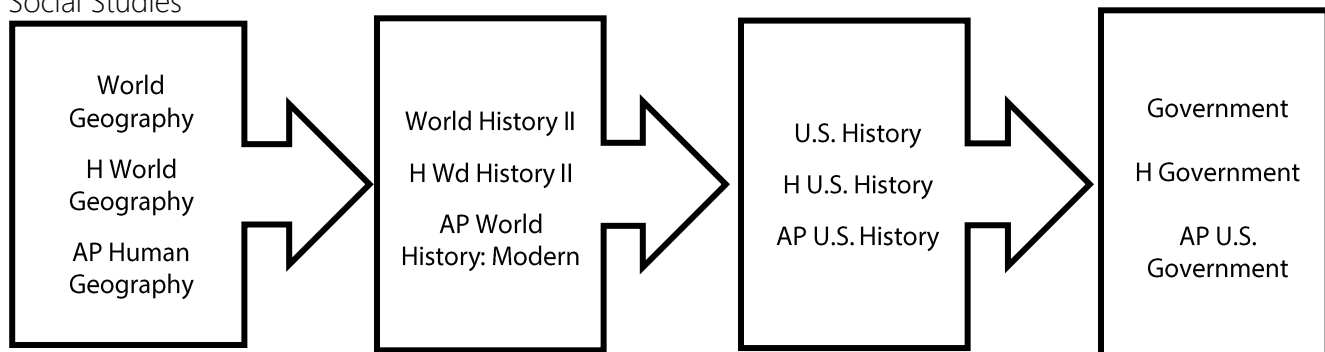 Social Studies
World
Geography
H World
Geography
AP Human
Geography
World History II
H Wd History II
AP World
History: Modern
U.S. History
H U.S. History
AP U.S. History
Government
H Government
AP U.S.
Government